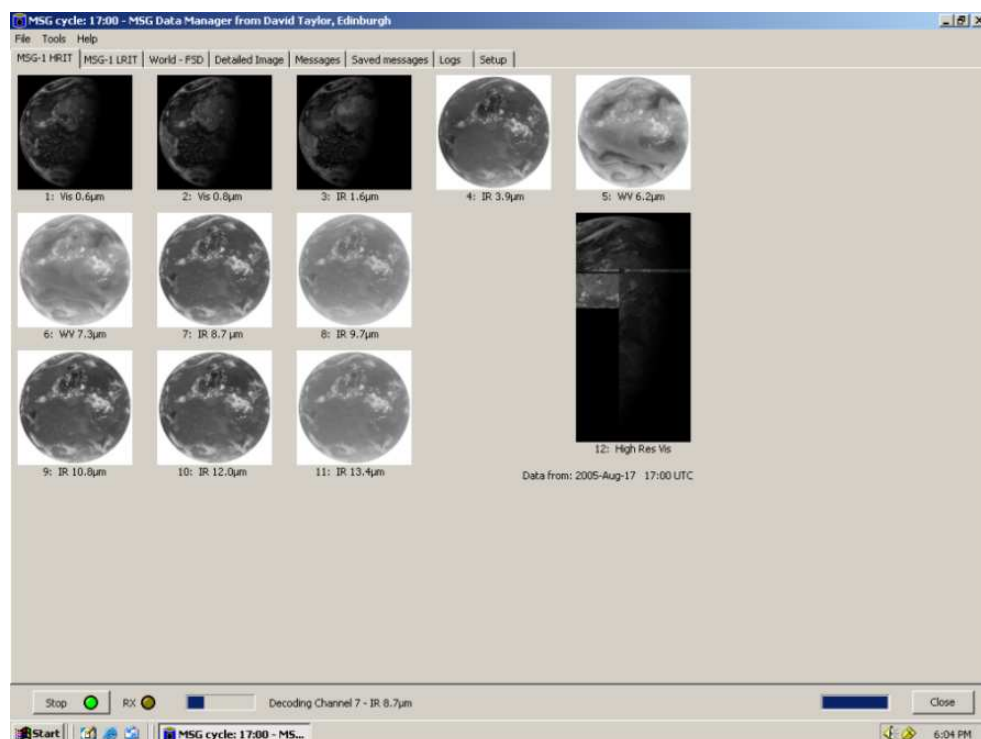 MSG cycle: 17:00 - MSG Data Manager from David Taylor, Edinburgh
File Tools Help
MSG-1 HRIT MSG-1 LRIT World - FSD Detailed Image Messages Saved messages Logs Setup
1: Vis 0.6µm 2: Vis 0.8µm 3: IR 1.6µm 4: IR 3.9µm 5: WV 6.2µm
6: WV 7.3µm 7: IR 8.7 µm 8: IR 9.7µm
12: High Res Vis
9: IR 10.8µm 10: IR 12.0µm 11: IR 13.4µm
Data from: 2005-Aug-17 17:00 UTC
Stop RX Decoding Channel 7 - IR 8.7µm Close
Start MSG cycle: 17:00 - MS... 6:04 PM